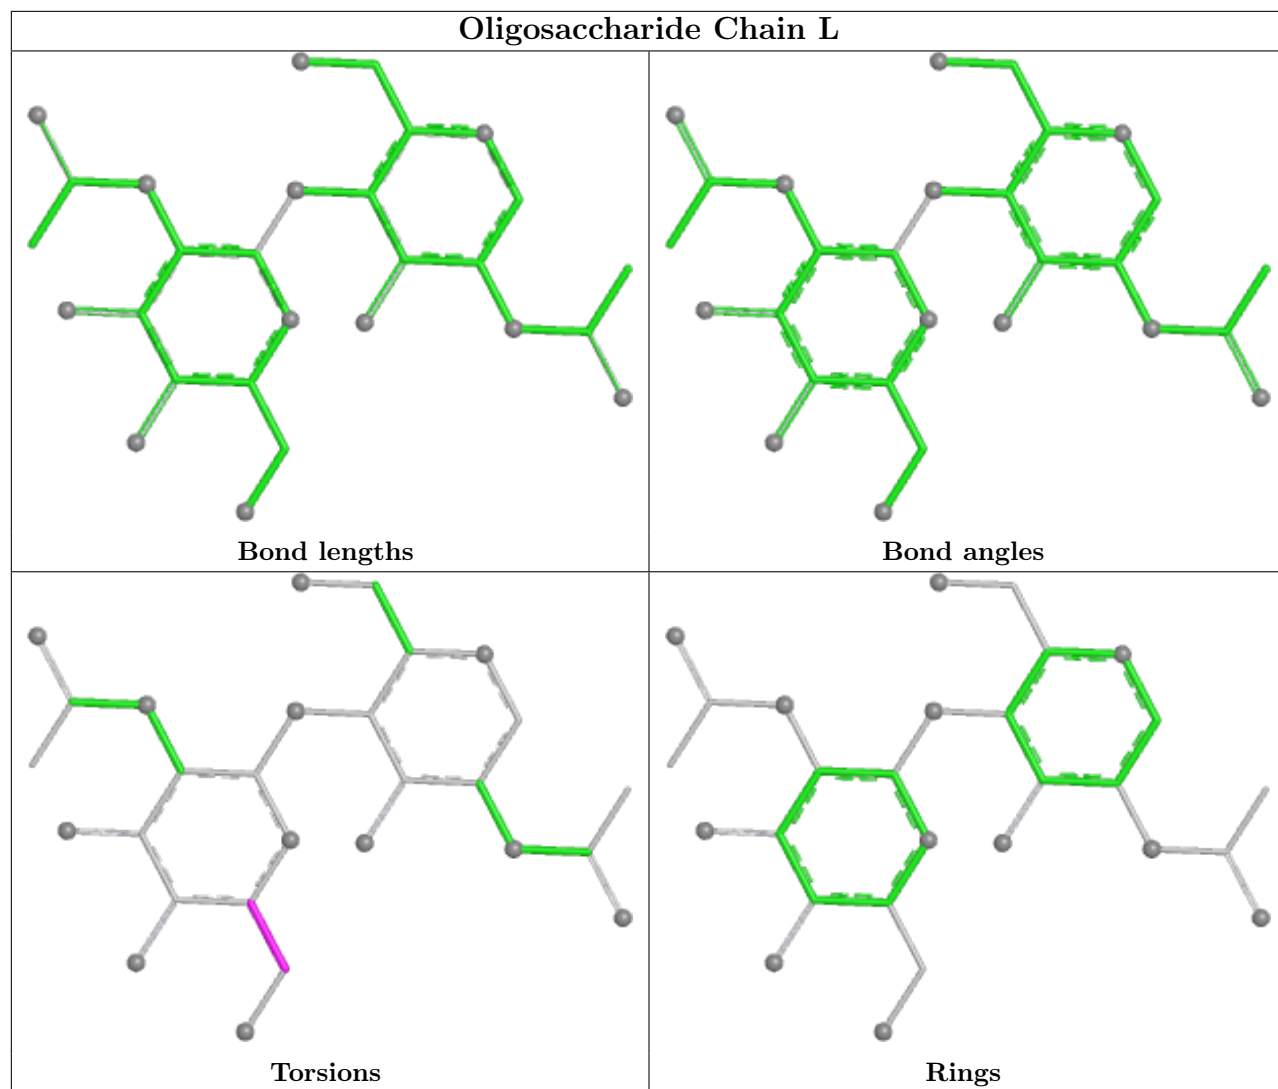 Oligosaccharide Chain L
Bond lengths
Bond angles
Torsions
Rings